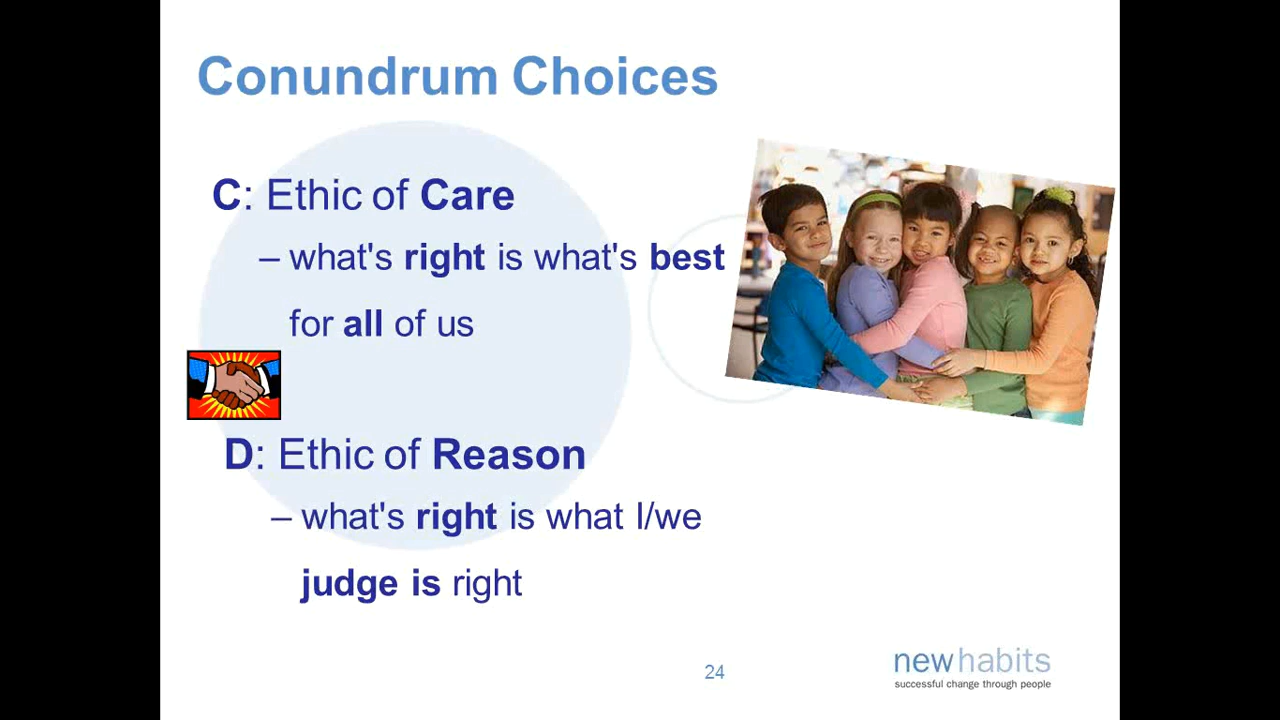 Conundrum Choices
C: Ethic of Care
– what's right is what's best
for all of us
D: Ethic of Reason
– what's right is what I/we
judge is right
24
newhabits
successful change through people